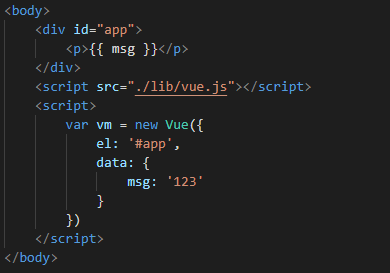 <body>
    <div id="app">
        <p>{{ msg }}</p>
    </div>
    <script src="./lib/vue.js"></script>
    <script>
        var vm = new Vue({
            el: '#app',
            data: {
                msg: '123'
            }
        })
    </script>
</body>